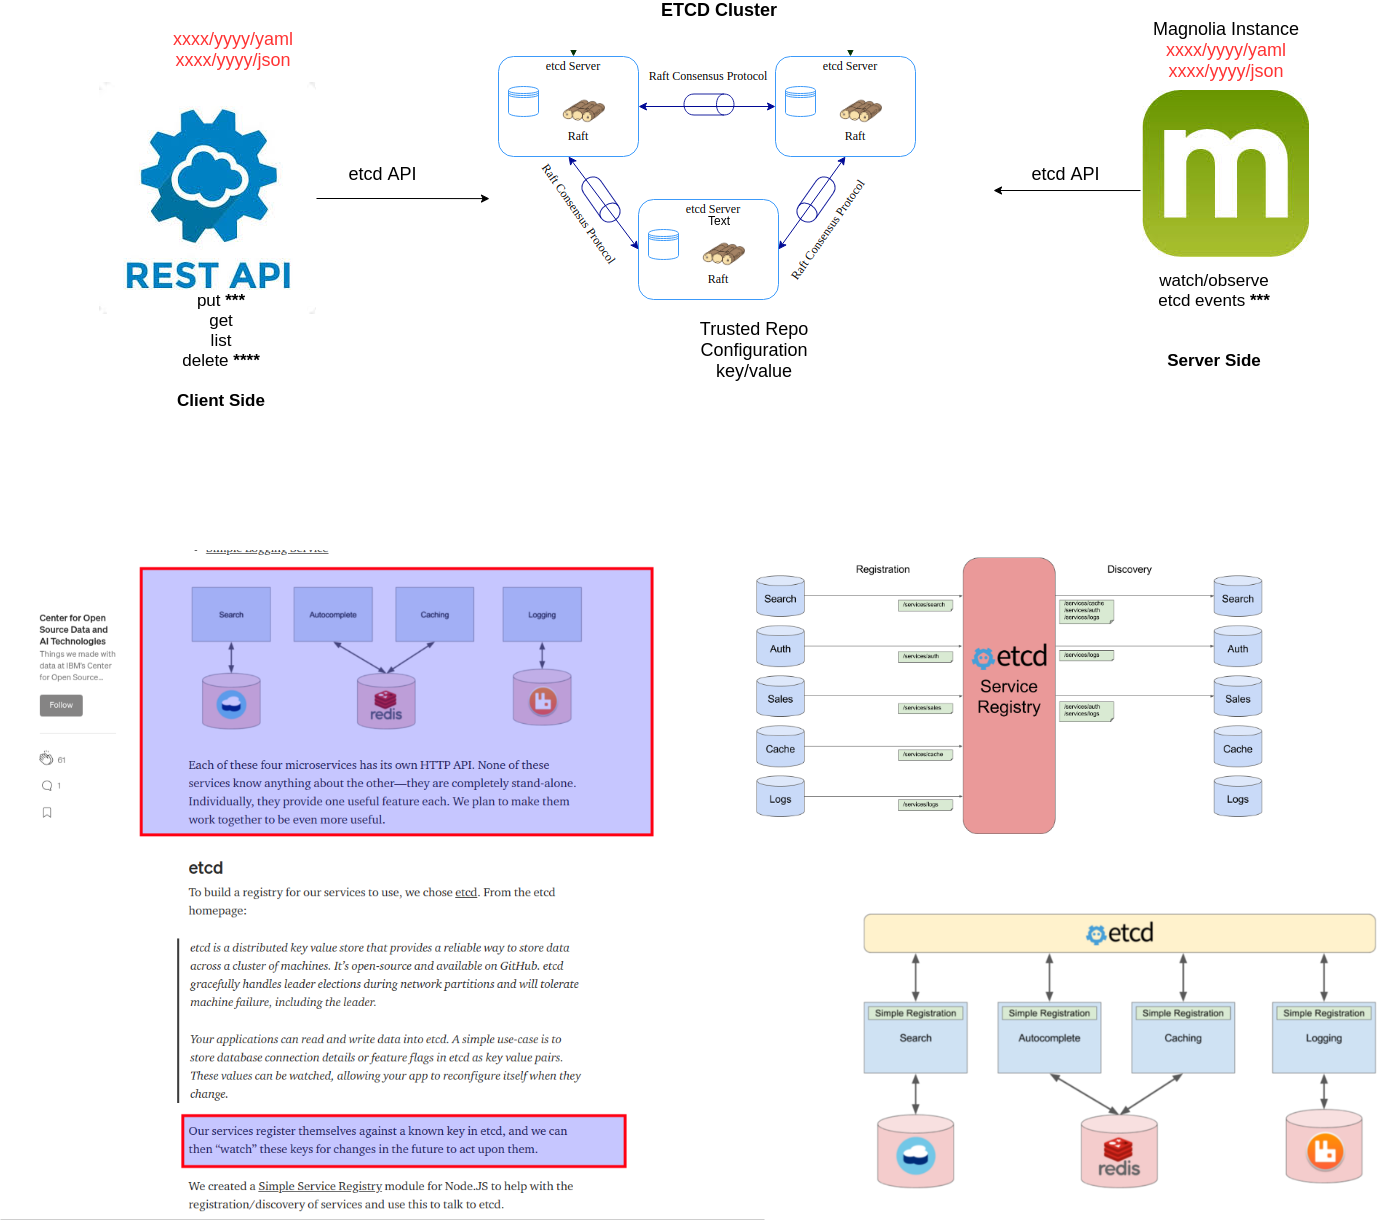 ETCD Cluster
xxxx/yyyy/yaml
xxxx/yyyy/json
REST API
put ***
get
list
delete ****
Client Side
etcd API
etcd Server
Raft
Raft Consensus Protocol
etcd Server
Raft
Raft Consensus Protocol
Raft Consensus Protocol
etcd Server
Text
Raft
Trusted Repo
Configuration
key/value
etcd API
Magnolia Instance
xxxx/yyyy/yaml
xxxx/yyyy/json
m
watch/observe
etcd events ***
Server Side
Simple Logging Service
Search
Autocomplete
Caching
Logging
redis
Each of these four microservices has its own HTTP API. None of these
services know anything about the other—they are completely stand-alone.
Individually, they provide one useful feature each. We plan to make them
work together to be even more useful.
Center for Open
Source Data and
AI Technologies
Things we made with
data at IBM's Center
for Open Source...
Follow
61
1
etcd
To build a registry for our services to use, we chose etcd. From the etcd
homepage:
etcd is a distributed key value store that provides a reliable way to store data
across a cluster of machines. It's open-source and available on GitHub. etcd
gracefully handles leader elections during network partitions and will tolerate
machine failure, including the leader.
Your applications can read and write data into etcd. A simple use-case is to
store database connection details or feature flags in etcd as key value pairs.
These values can be watched, allowing your app to reconfigure itself when they
change.
Our services register themselves against a known key in etcd, and we can
then “watch” these keys for changes in the future to act upon them.
We created a Simple Service Registry module for Node.JS to help with the
registration/discovery of services and use this to talk to etcd.
Registration
Discovery
Search
Auth
Sales
Cache
Logs
/services/search
/services/auth
/services/sales
/services/cache
/services/logs
etcd
Service
Registry
/services/cache
/services/auth
/services/logs
/services/logs
/services/auth
/services/logs
Search
Auth
Sales
Cache
Logs
etcd
Simple Registration
Search
Simple Registration
Autocomplete
Simple Registration
Caching
Simple Registration
Logging
redis